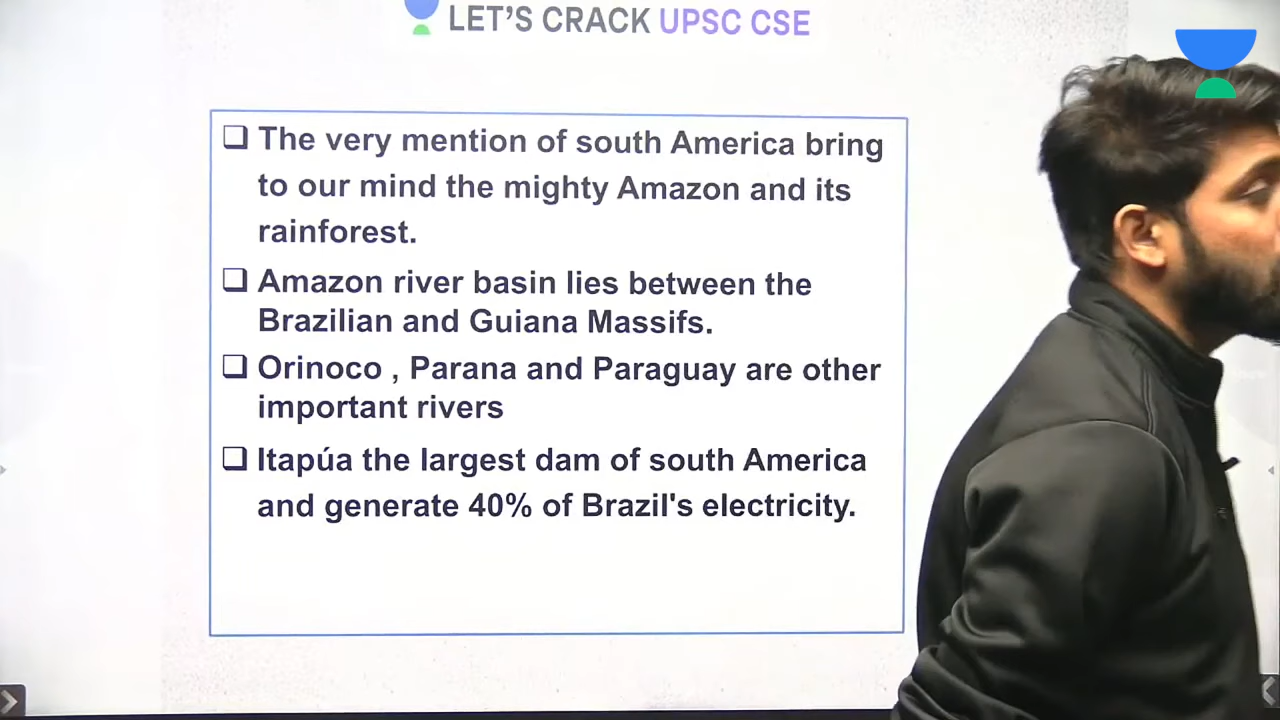 LET'S CRACK UPSC CSE
❑ The very mention of south America bring
to our mind the mighty Amazon and its
rainforest.
❑ Amazon river basin lies between the
Brazilian and Guiana Massifs.
❑ Orinoco , Parana and Paraguay are other
important rivers
❑ Itapúa the largest dam of south America
and generate 40% of Brazil's electricity.